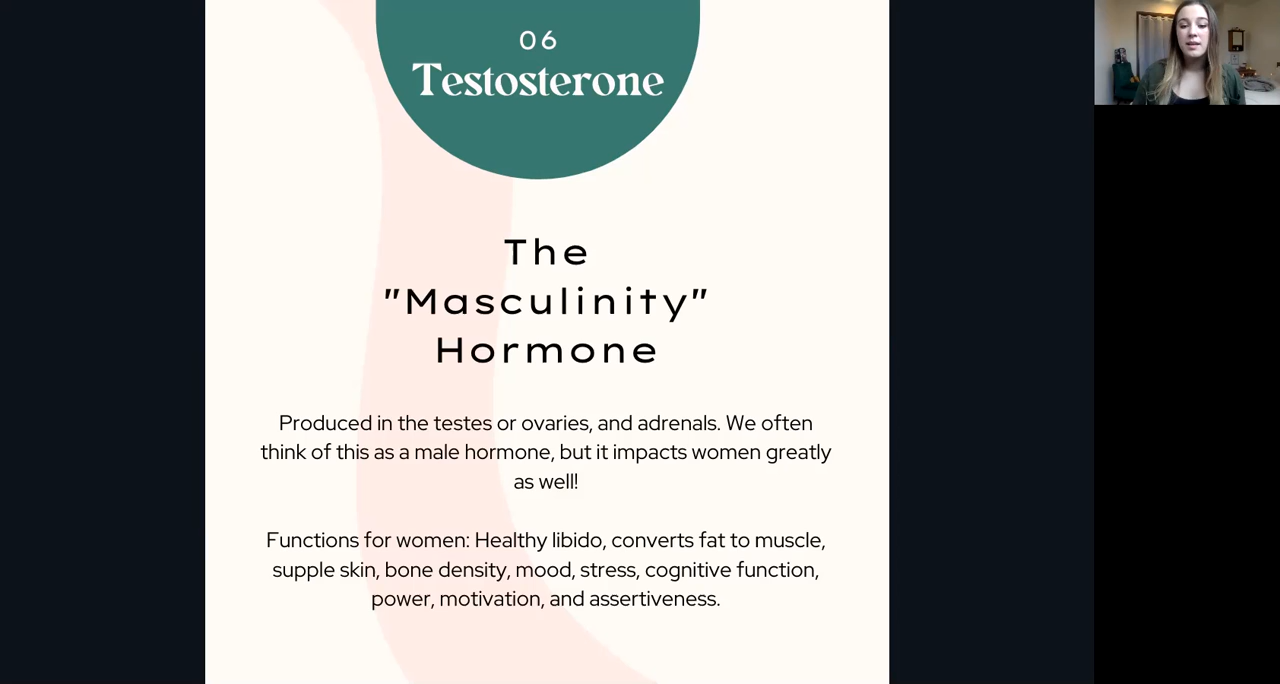 06
Testosterone
The
"Masculinity"
Hormone
Produced in the testes or ovaries, and adrenals. We often
think of this as a male hormone, but it impacts women greatly
as well!
Functions for women: Healthy libido, converts fat to muscle,
supple skin, bone density, mood, stress, cognitive function,
power, motivation, and assertiveness.